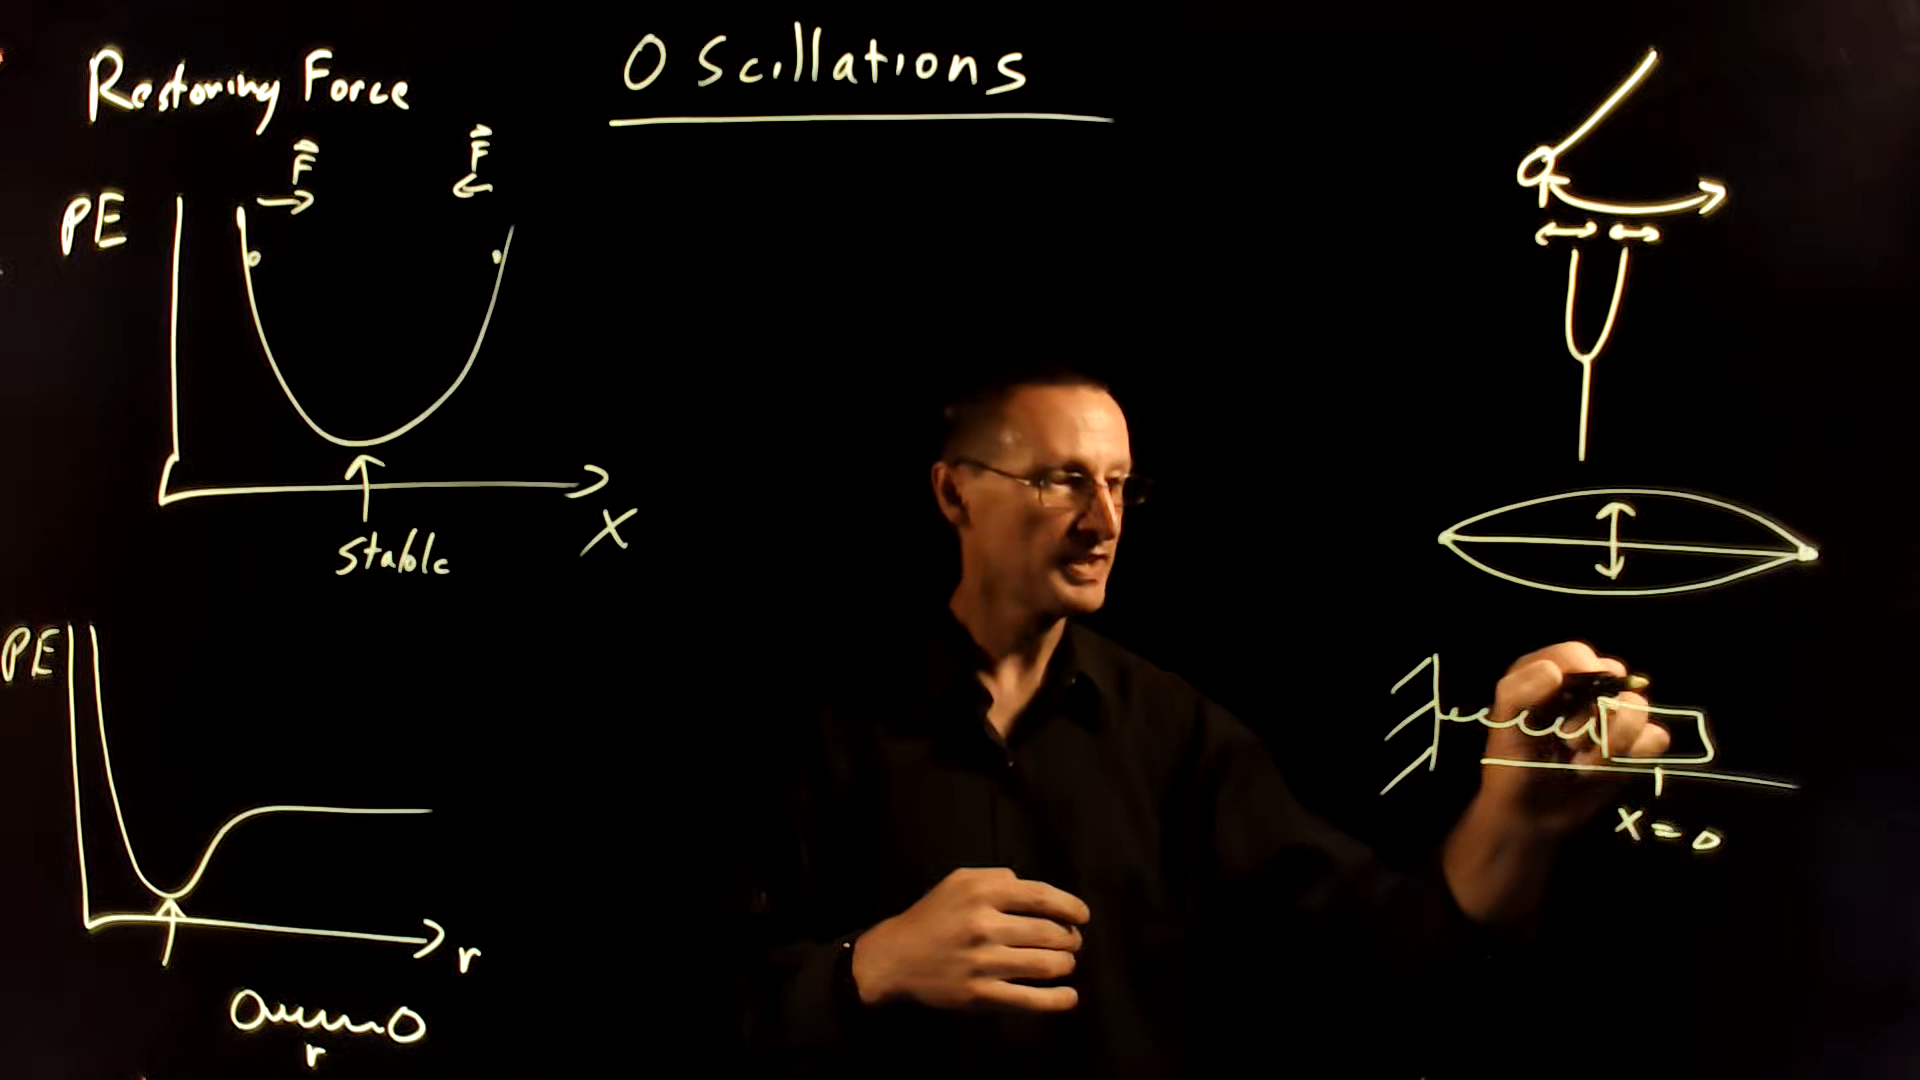 Oscillations
Restoring Force
F
F
PE
stable
X
PE
r
r
x=0